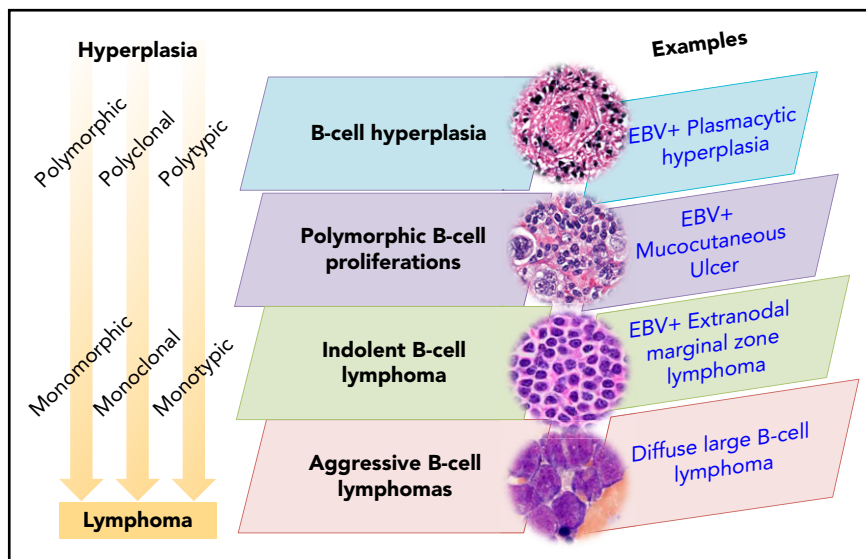 Hyperplasia
Polymorphic
Polyclonal
Polytypic
Monomorphic
Monoclonal
Monotypic
Lymphoma
Examples
B-cell hyperplasia
EBV+ Plasmacytic
hyperplasia
Polymorphic B-cell
proliferations
EBV+
Mucocutaneous
Ulcer
Indolent B-cell
lymphoma
EBV+ Extranodal
marginal zone
lymphoma
Aggressive B-cell
lymphomas
Diffuse large B-cell
lymphoma